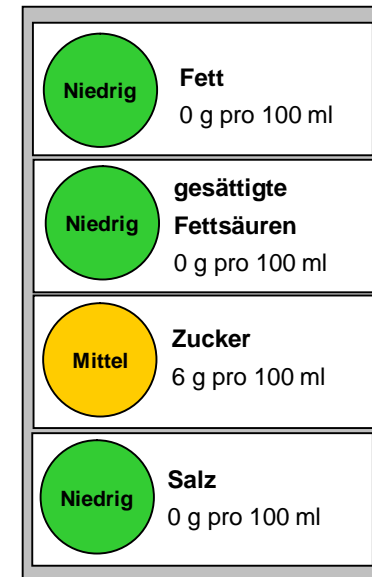 Niedrig
Fett
0 g pro 100 ml
Niedrig
gesättigte
Fettsäuren
0 g pro 100 ml
Mittel
Zucker
6 g pro 100 ml
Niedrig
Salz
0 g pro 100 ml